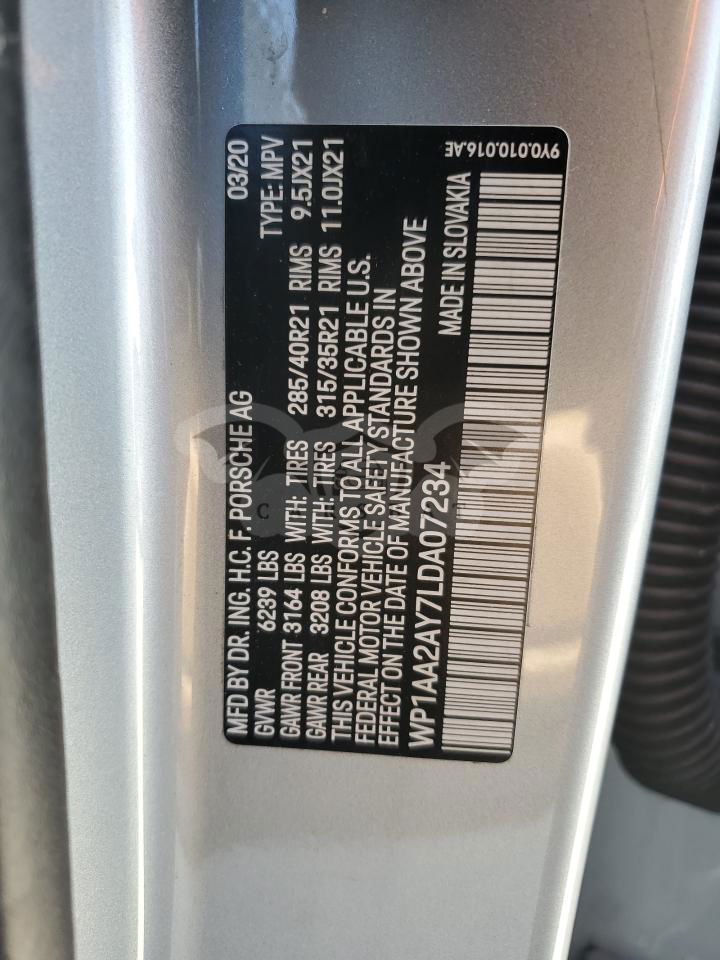 MFD BY DR. ING. H.C. F. PORSCHE AG 03/20
GVWR 6239 LBS TYPE: MPV
GAWR FRONT 3164 LBS WITH: TIRES 285/40R21 RIMS 9.5JX21
GAWR REAR 3208 LBS WITH: TIRES 315/35R21 RIMS 11.0JX21
THIS VEHICLE CONFORMS TO ALL APPLICABLE U.S.
FEDERAL MOTOR VEHICLE SAFETY STANDARDS IN
EFFECT ON THE DATE OF MANUFACTURE SHOWN ABOVE
WP1AA2AY7LDA07234 MADE IN SLOVAKIA
9Y0.010.016.AE